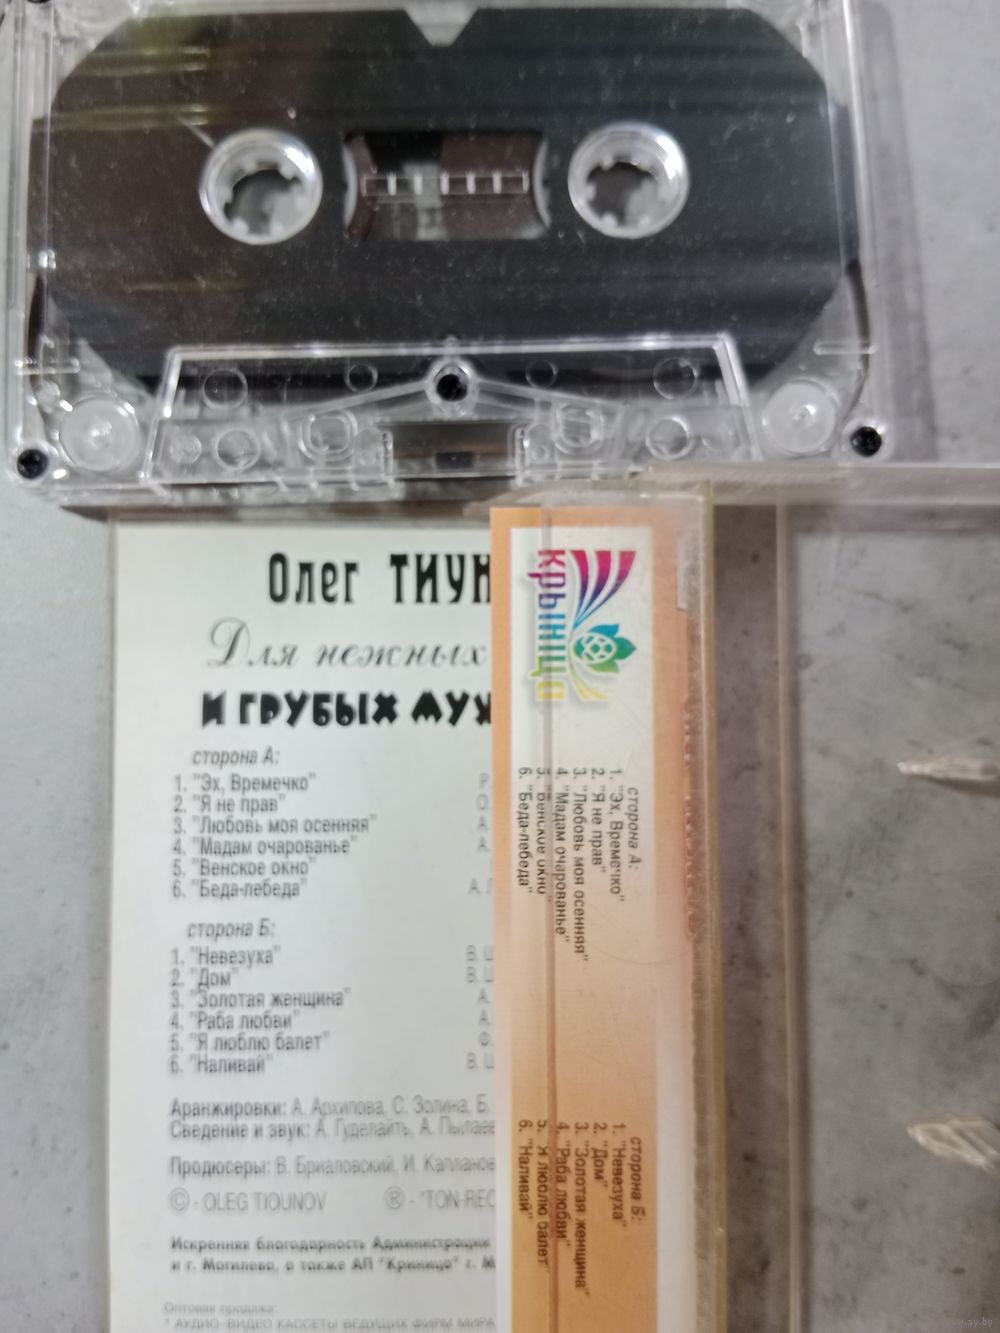 Олег ТИУН
Для нежных
И ГРУБЫХ МУЖ
сторона А:
1. "Эх, Времечко"
2. "Я не прав"
3. "Любовь моя осенняя"
4. "Мадам очарованье"
5. "Венское окно"
6. "Беда-лебеда"
Р.
О.
А.
А.
А. Л
сторона Б:
1. "Невезуха"
2. "Дом"
3. "Золотая женщина"
4. "Раба любви"
5. "Я люблю балет"
6. "Наливай"
В. Ш
В. Ш
А.
А.
Ф.
В. Ш
Аранжировки: А. Архипова, С. Золина, Б.
Сведение и звук: А. Гуделайть, А. Пылаев
Продюсеры: В. Бриаловский, И. Капланов
© - OLEG TIOUNOV ® - "TON-REC
Искренняя благодарность Администрации
и г. Могилева, а также АП "Криница" г. М
Оптовая продажа:
* АУДИО-ВИДЕО КАССЕТЫ ВЕДУЩИХ ФИРМ МИРА
крынiца
сторона А:
1. "Эх, Времечко"
2. "Я не прав"
3. "Любовь моя осенняя"
4. "Мадам очарованье"
5. "Венское окно"
6. "Беда-лебеда"
сторона Б:
1. "Невезуха"
2. "Дом"
3. "Золотая женщина"
4. "Раба любви"
5. "Я люблю балет"
6. "Наливай"
www.ay.by